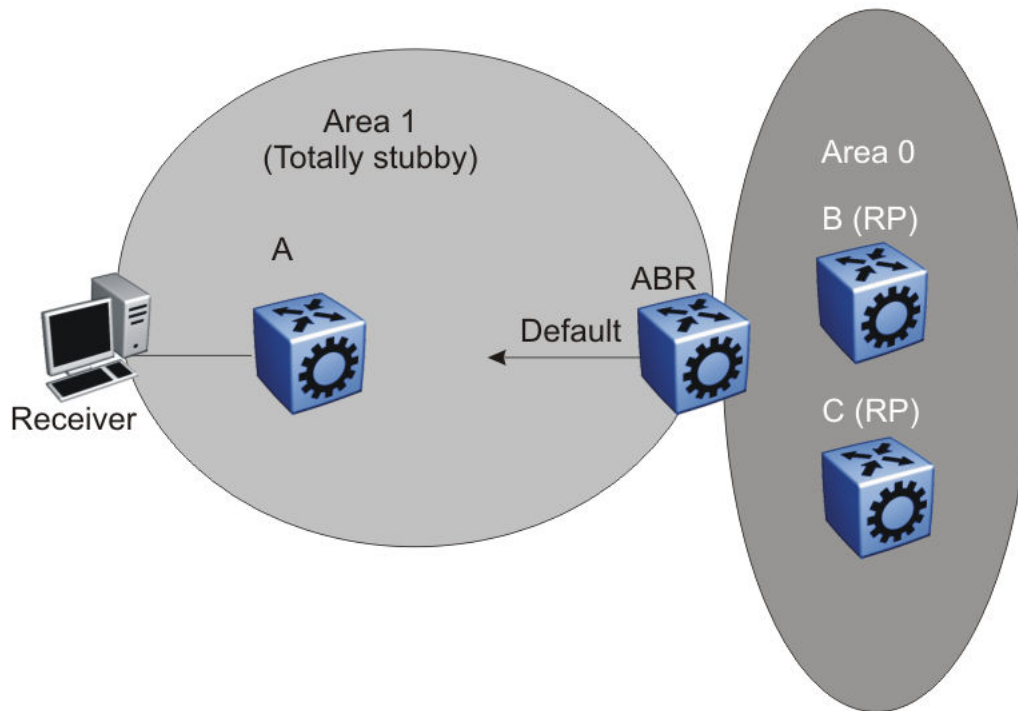 Area 1
(Totally stubby)
Area 0
A
B (RP)
ABR
Default
Receiver
C (RP)